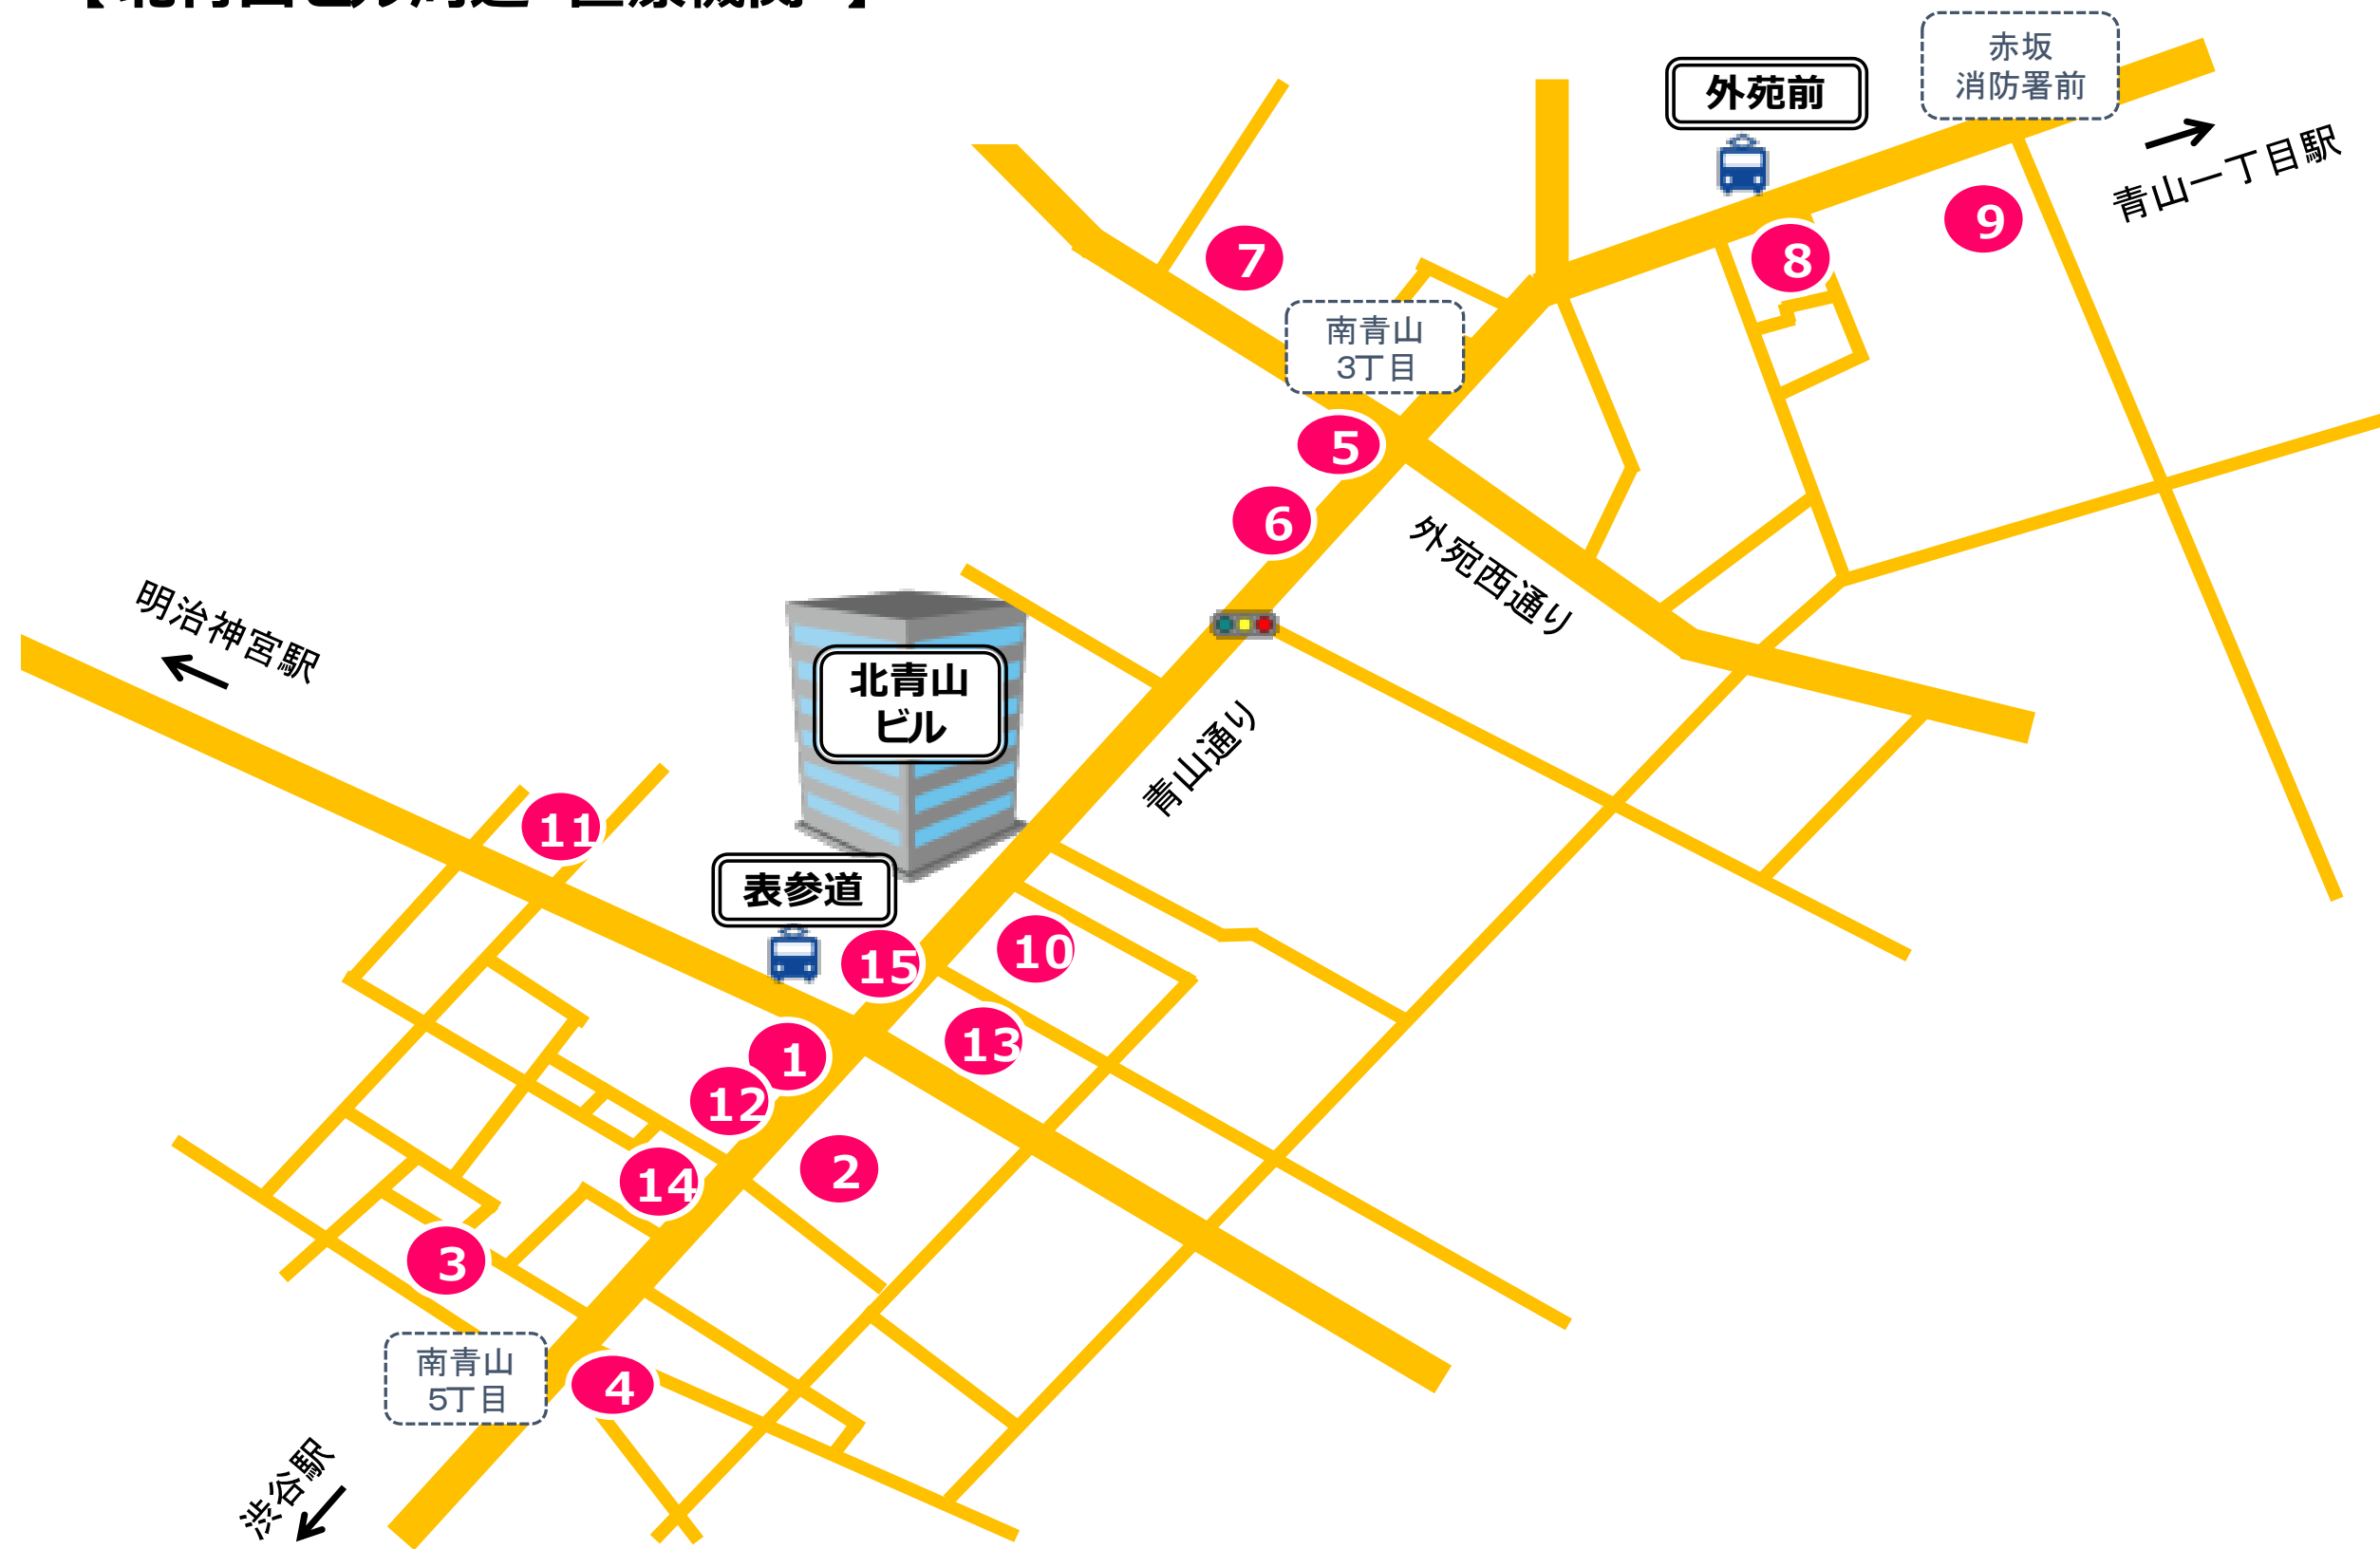 赤坂
消防署前
外苑前
青山一丁目駅
9
8
7
南青山
3丁目
5
6
外宛西通り
明治神宮駅
北青山
ビル
青山通り
11
表参道
15
10
13
1
12
2
14
3
南青山
5丁目
4
渋谷駅